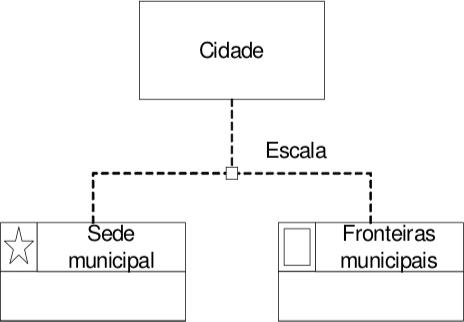 Cidade
Escala
Sede
municipal
Fronteiras
municipais